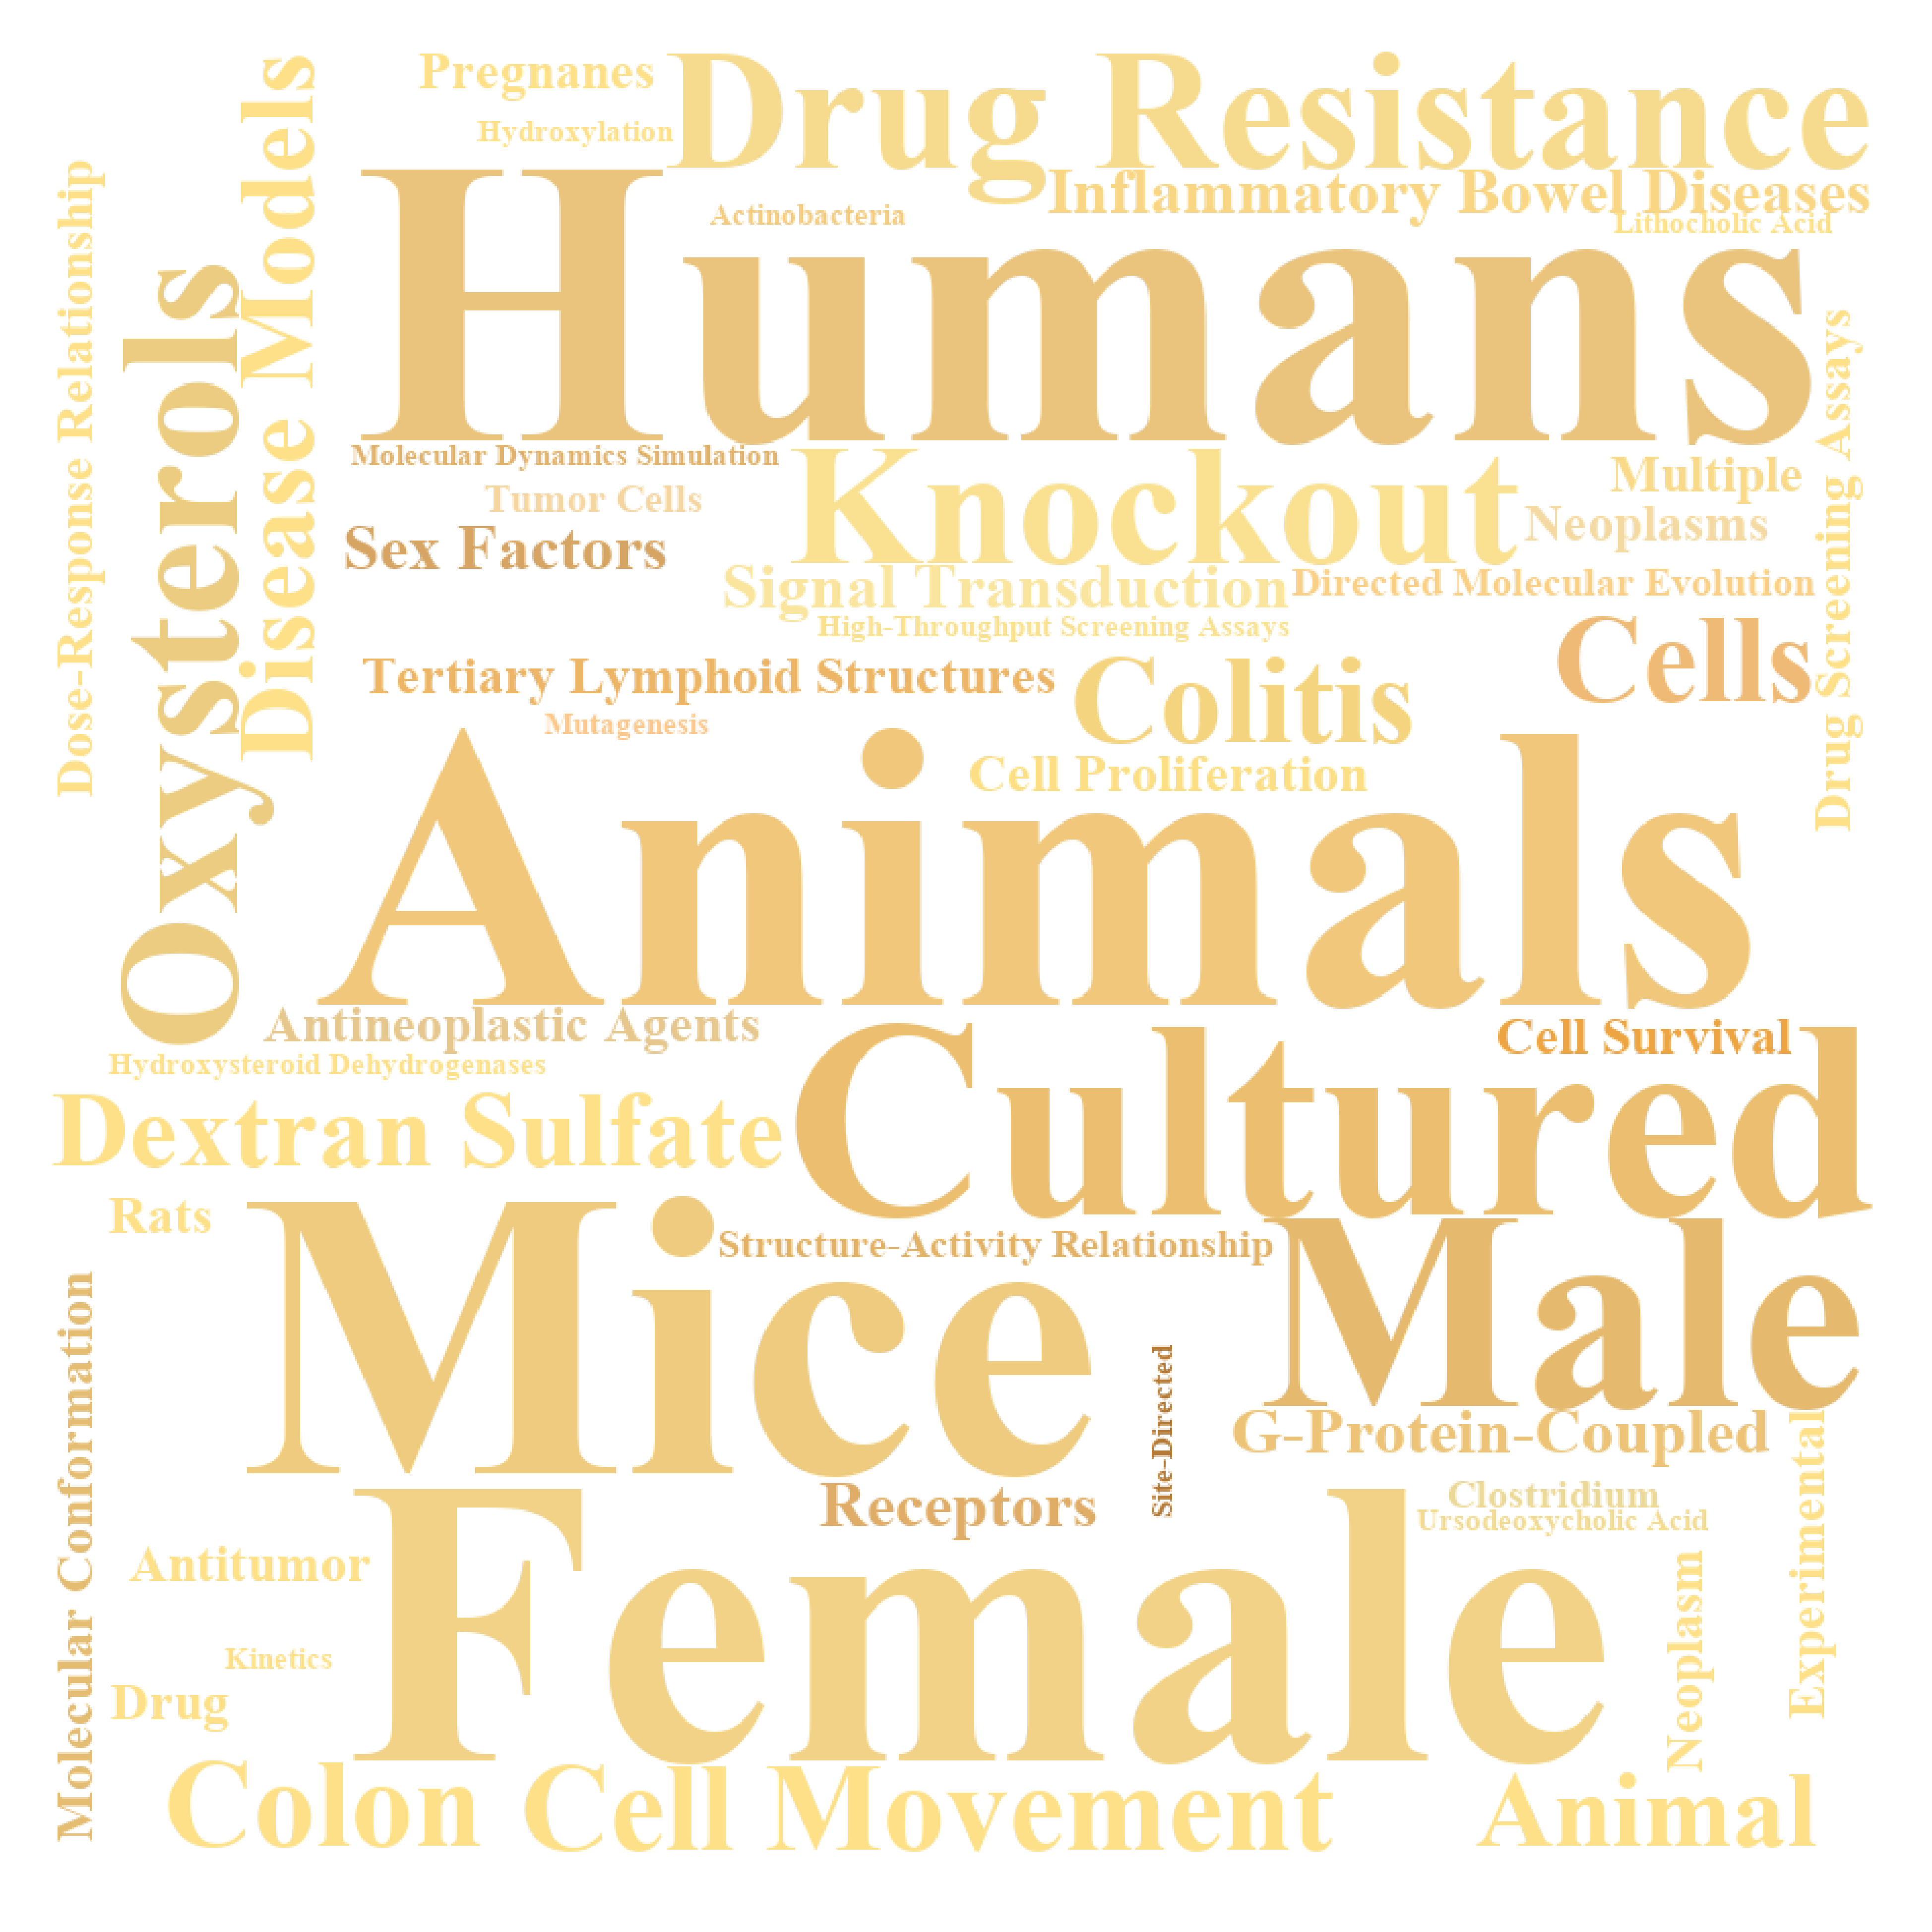 Pregnanes
Drug Resistance
Hydroxylation
Inflammatory Bowel Diseases
Actinobacteria
Lithocholic Acid
Humans
Dose-Response Relationship
Oxysterols
Disease Models
Molecular Dynamics Simulation
Knockout
Multiple
Tumor Cells
Neoplasms
Sex Factors
Signal Transduction
Directed Molecular Evolution
High-Throughput Screening Assays
Drug Screening Assays
Cells
Tertiary Lymphoid Structures
Colitis
Mutagenesis
Cell Proliferation
Animals
Antineoplastic Agents
Cell Survival
Hydroxysteroid Dehydrogenases
Cultured
Dextran Sulfate
Rats
Mice
Structure-Activity Relationship
Male
Molecular Conformation
Site-Directed
G-Protein-Coupled
Receptors
Clostridium
Ursodeoxycholic Acid
Experimental
Antitumor
Female
Neoplasm
Kinetics
Drug
Colon
Cell Movement
Animal